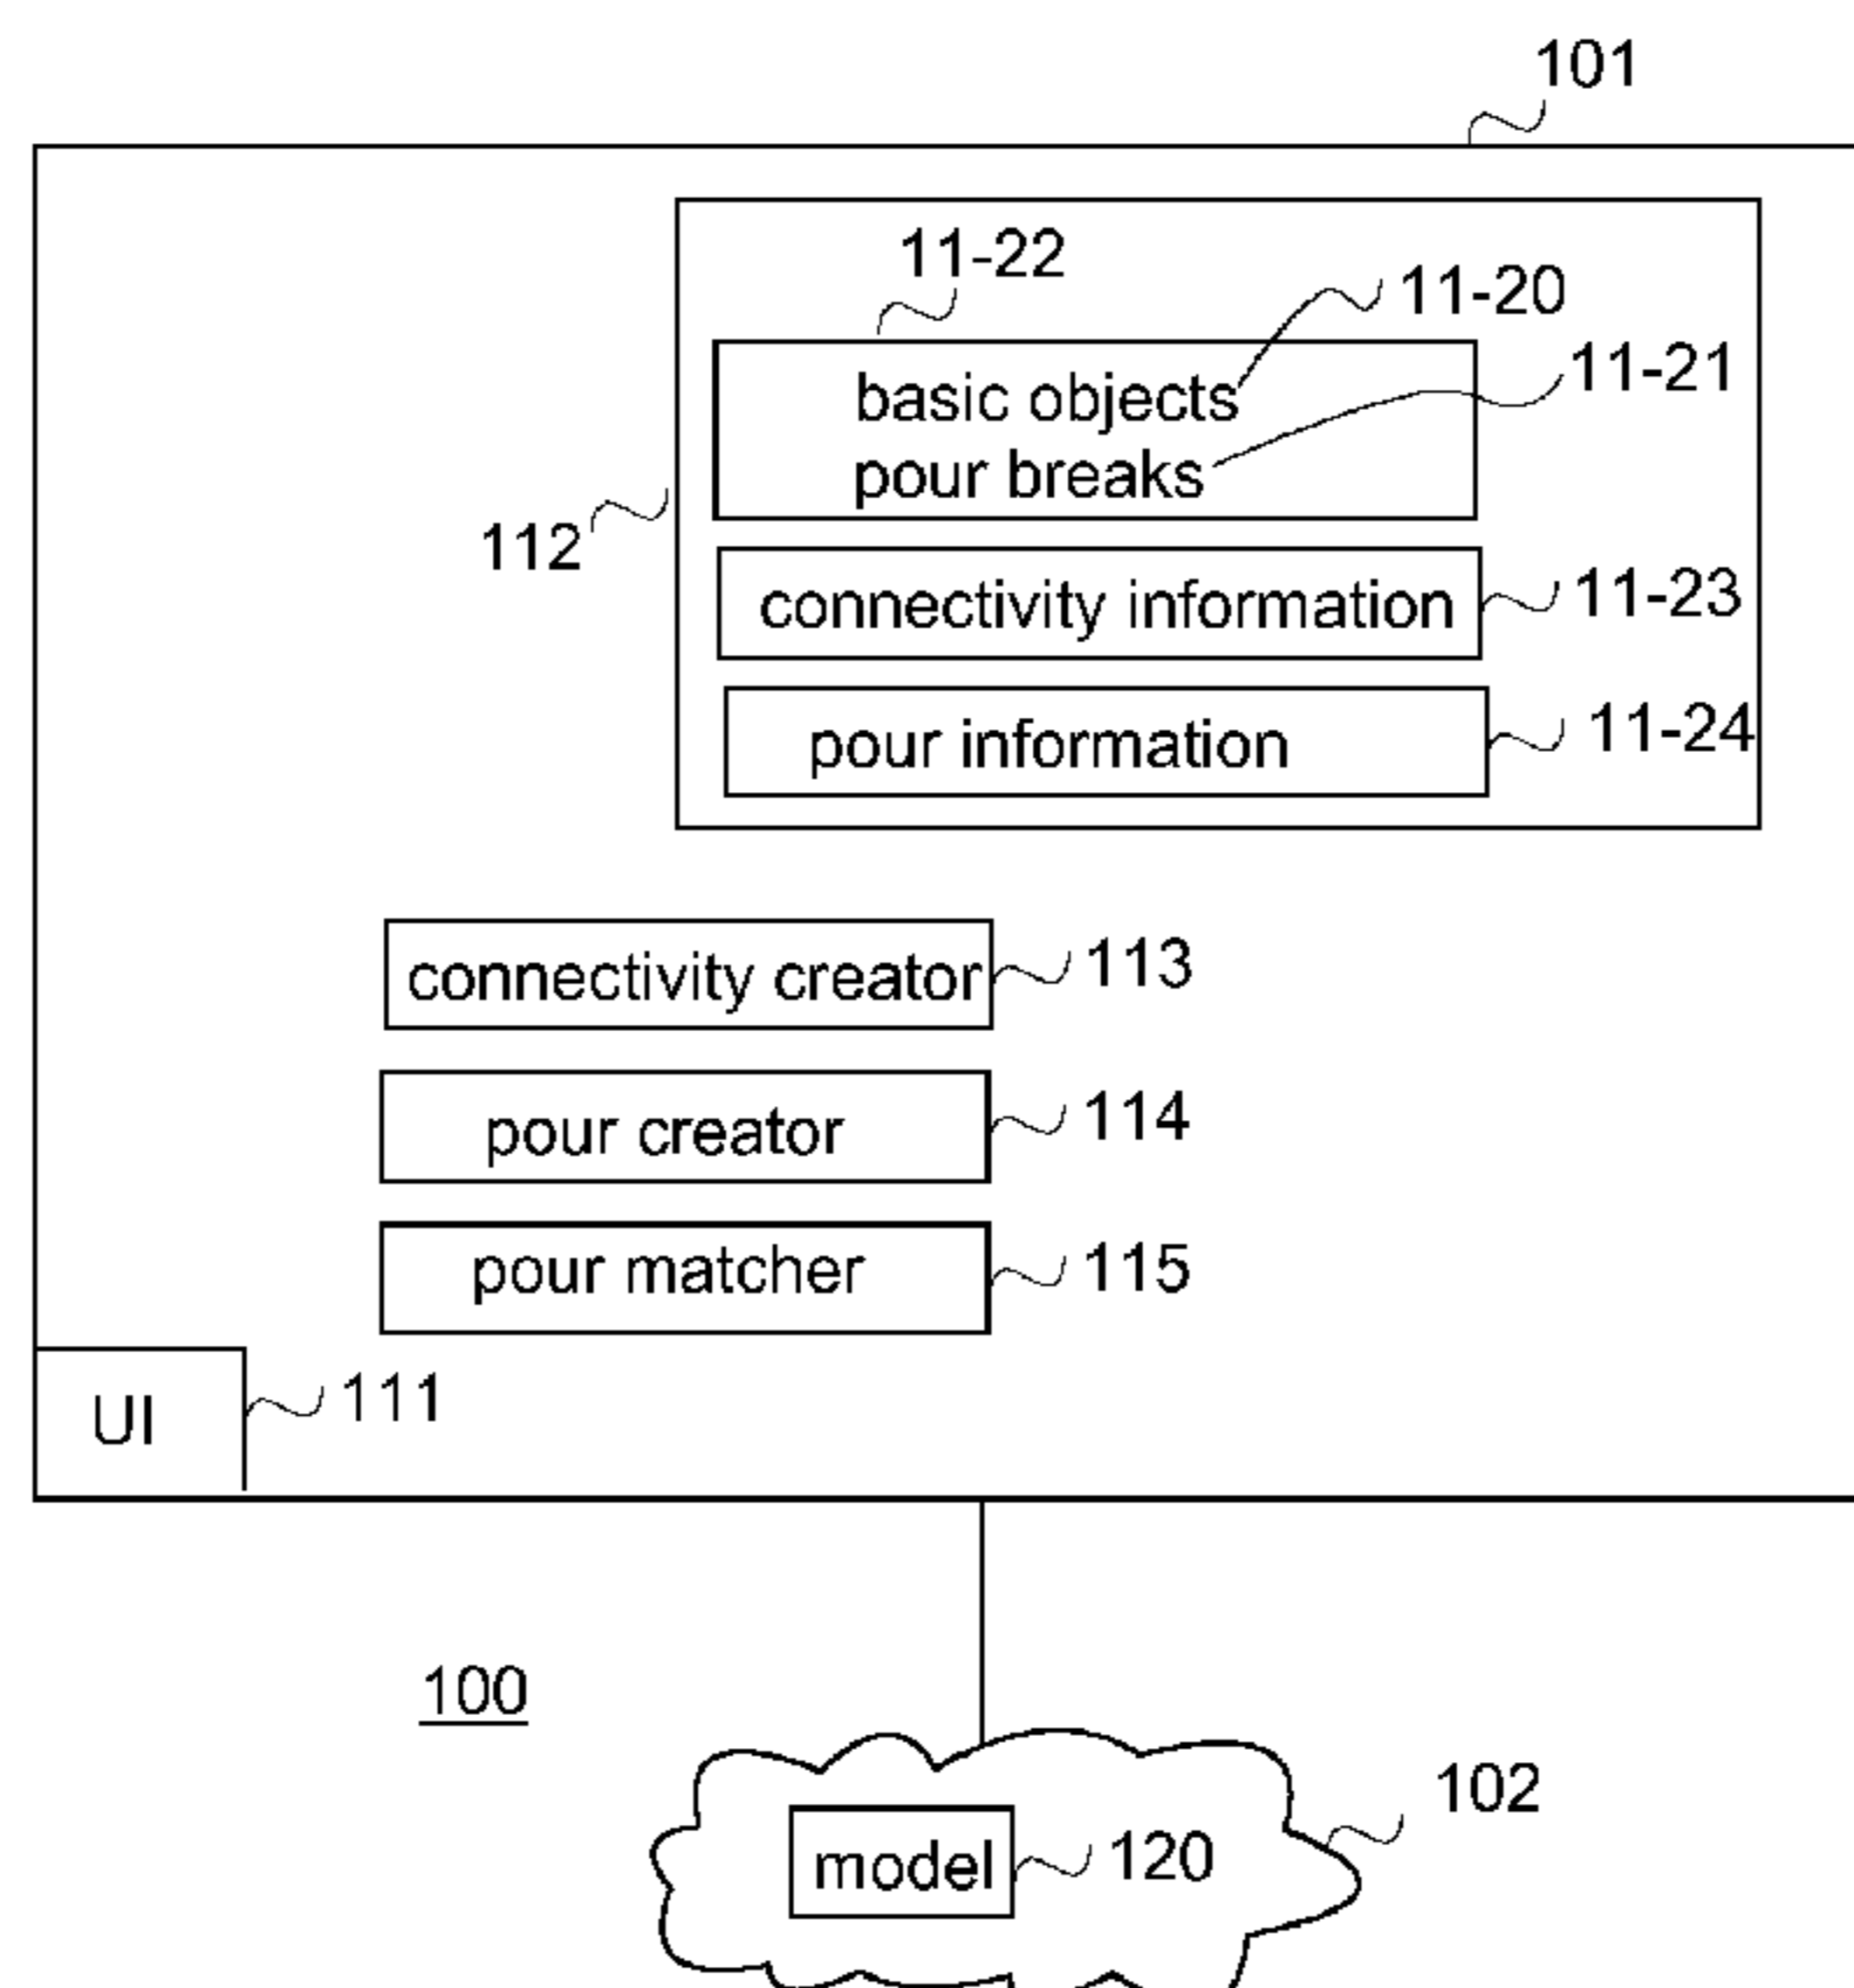 101
11-22
11-20
basic objects
11-21
pour breaks
112
connectivity information
11-23
pour information
11-24
connectivity creator
113
pour creator
114
pour matcher
115
UI
111
100
102
model
120